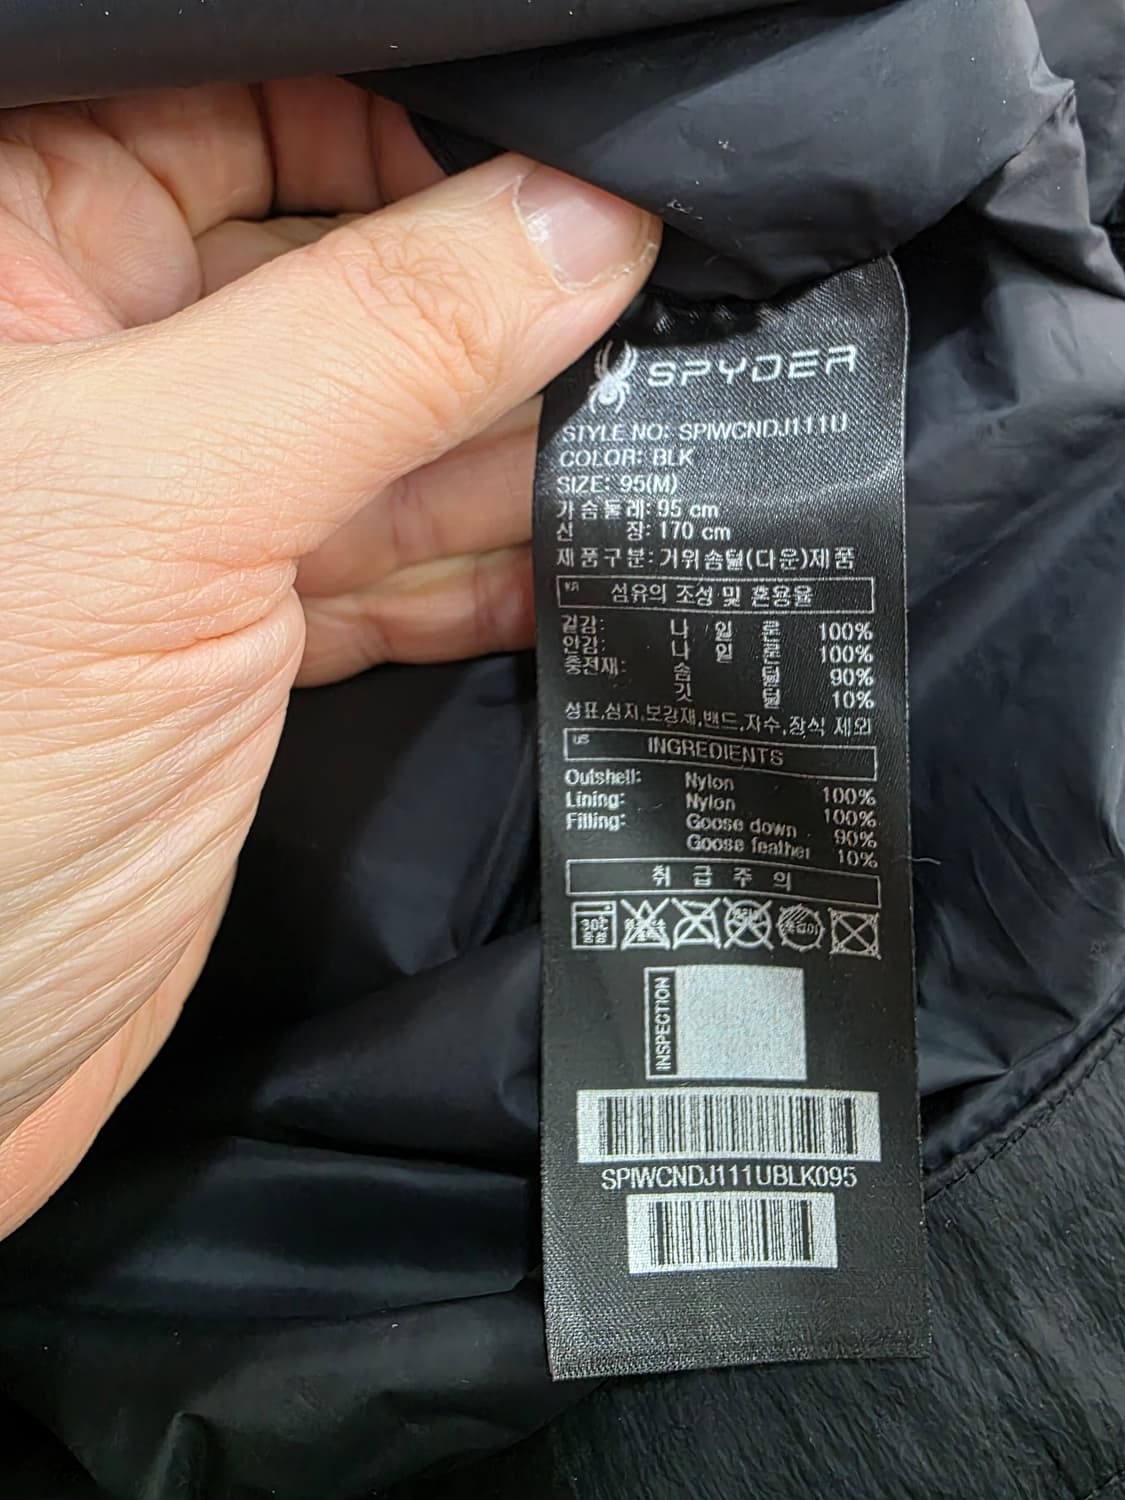 SPYDER
STYLE NO: SPIWCNDJ111U
COLOR: BLK
SIZE: 95(M)
가슴둘레: 95 cm
신 장: 170 cm
제품구분: 거위솜털(다운)제품
KR 섬유의 조성 및 혼용율
겉감: 나 일 론 100%
안감: 나 일 론 100%
충전재: 솜 털 90%
깃 털 10%
상표,심지,보강재,밴드,자수,장식 제외
US INGREDIENTS
Outshell: Nylon 100%
Lining: Nylon 100%
Filling: Goose down 90%
Goose feather 10%
취 급 주 의
30℃
중성
INSPECTION
SPIWCNDJ111UBLK095